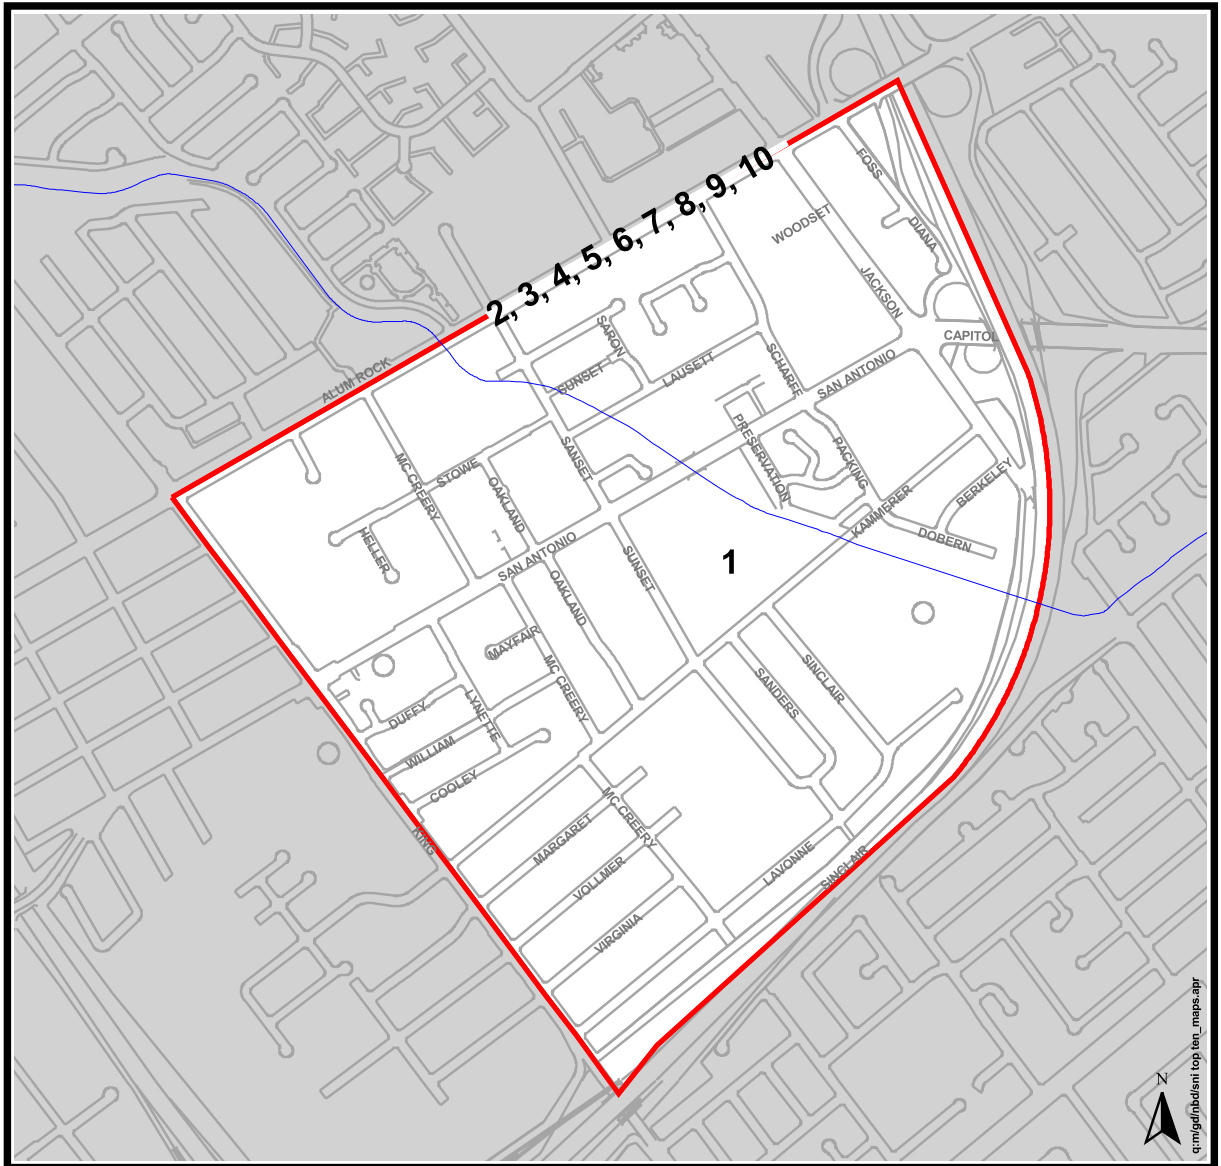 FOSS
2, 3, 4, 5, 6, 7, 8, 9, 10
WOODSET
DIANA
JACKSON
CAPITOL
SARON
ALUM ROCK
SUNSET
LAUSETT
SCHARFF
SAN ANTONIO
MC CREERY
STOWE
SANSET
PRESERVATION
PACKING
OAKLAND
BERKELEY
KAMMERER
HELLER
SAN ANTONIO
DOBERN
1
SUNSET
OAKLAND
MAYFAIR
MC CREERY
SINCLAIR
SANDERS
LYNETTE
DUFFY
WILLIAM
COOLEY
MC CREERY
KING
MARGARET
LAVONNE
SINCLAIR
VOLLMER
VIRGINIA
N
q:m/gd/nbd/sni top ten_maps.apr